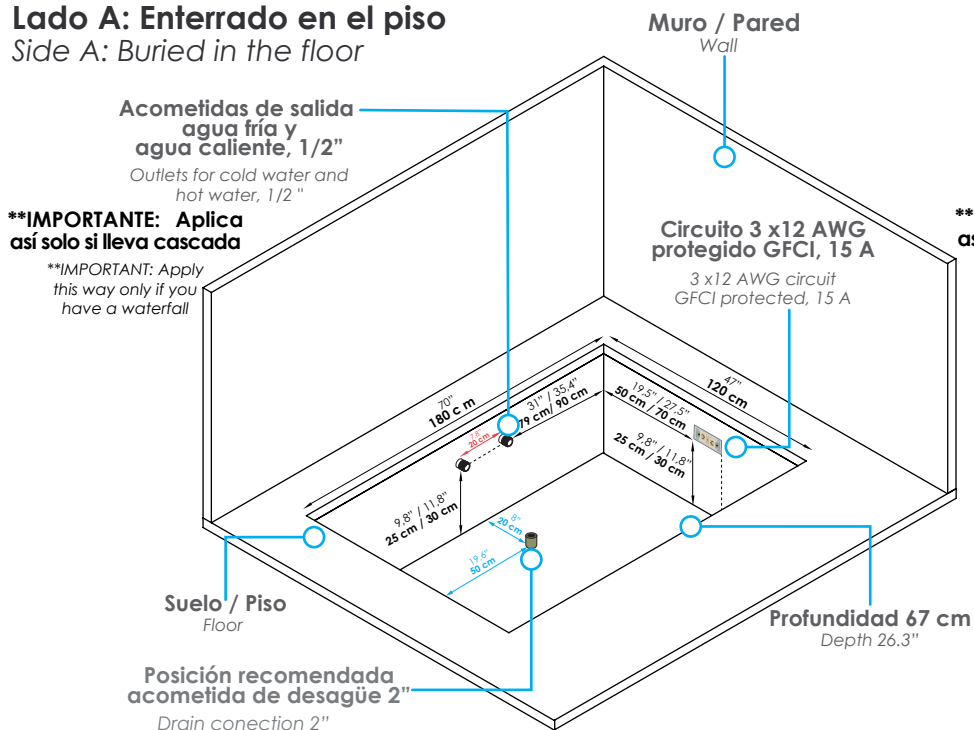 Lado A: Enterrado en el piso
Side A: Buried in the floor
Muro / Pared
Wall
Acometidas de salida
agua fría y
agua caliente, 1/2”
Outlets for cold water and
hot water, 1/2 "
**IMPORTANTE: Aplica
así solo si lleva cascada
**IMPORTANT: Apply
this way only if you
have a waterfall
**
as
Circuito 3 x12 AWG
protegido GFCI, 15 A
3 x12 AWG circuit
GFCI protected, 15 A
70”
180 c m
47”
120 cm
31” / 35,4”
79 cm/ 90 cm
19,5” / 27,5”
50 cm / 70 cm
7,8”
20 cm
9,8” / 11,8”
25 cm / 30 cm
9,8” / 11,8”
25 cm / 30 cm
8”
20 cm
19,6”
50 cm
Suelo / Piso
Floor
Profundidad 67 cm
Depth 26.3”
Posición recomendada
acometida de desagüe 2”
Drain conection 2”